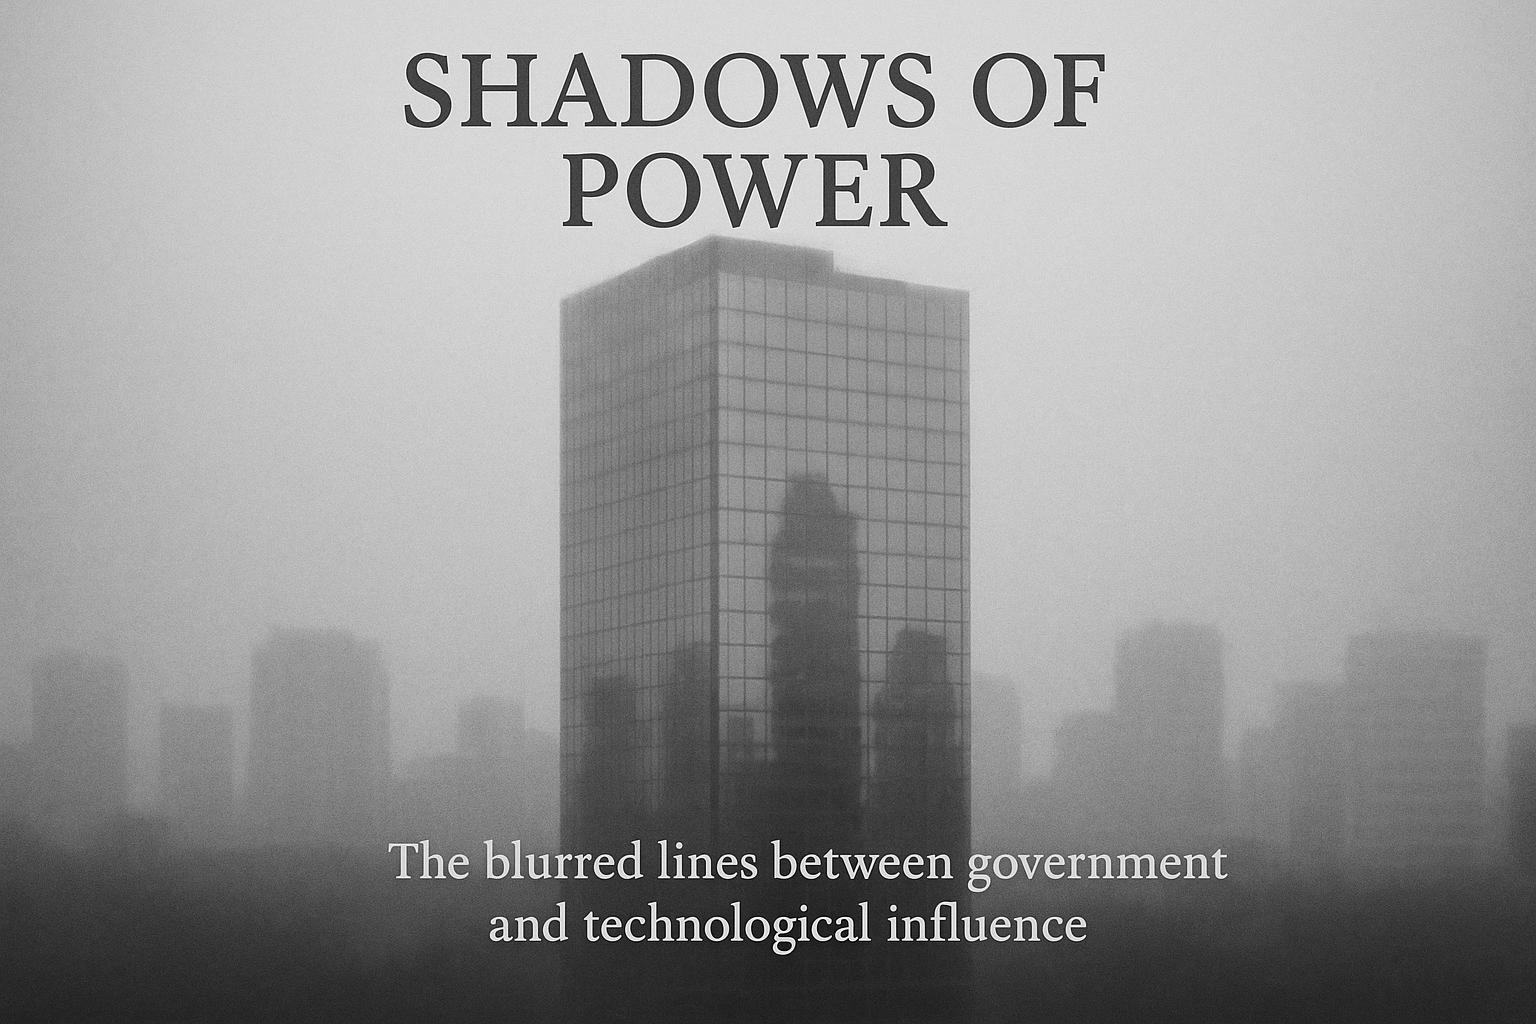 SHADOWS OF
POWER
The blurred lines between government
and technological influence